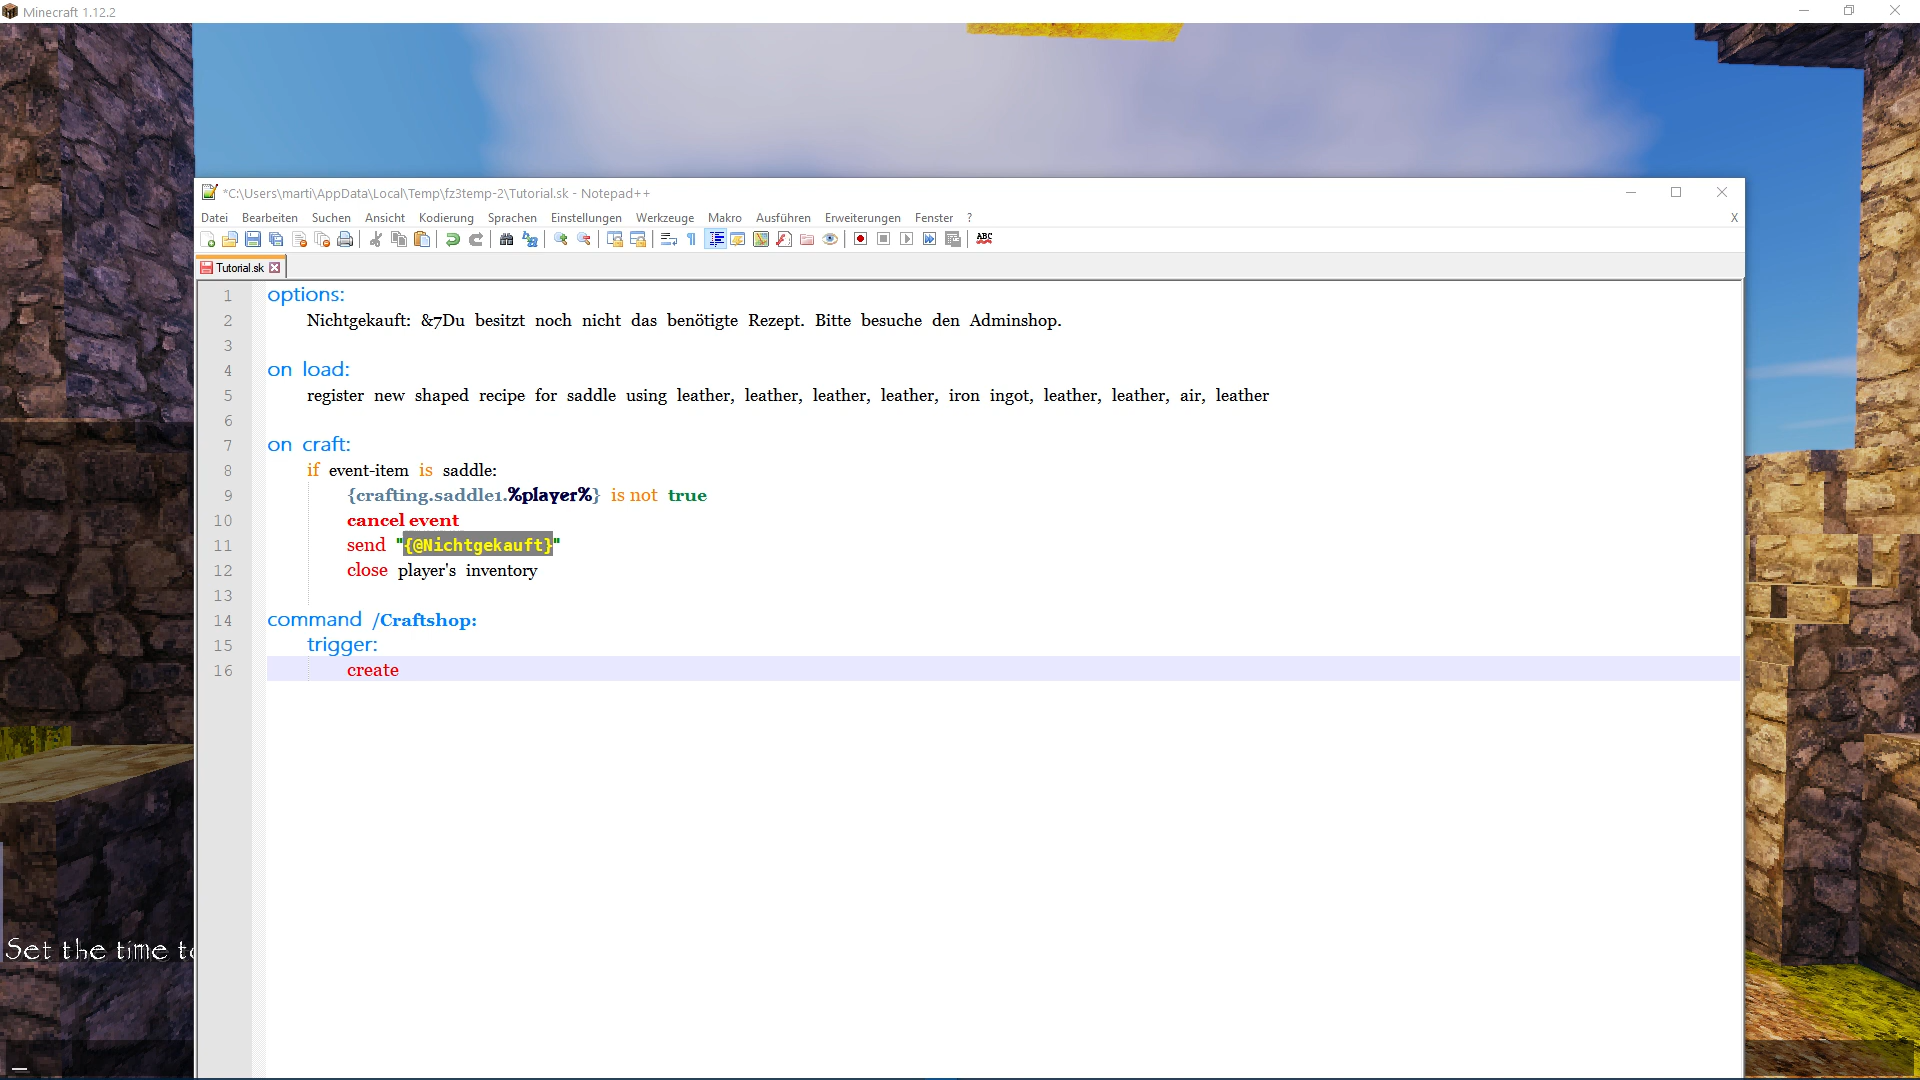 Minecraft 1.12.2
*C:\Users\marti\AppData\Local\Temp\fz3temp-2\Tutorial.sk - Notepad++
Datei Bearbeiten Suchen Ansicht Kodierung Sprachen Einstellungen Werkzeuge Makro Ausführen Erweiterungen Fenster ? X
ABC
Tutorial.sk
1 options:
2 Nichtgekauft: &7Du besitzt noch nicht das benötigte Rezept. Bitte besuche den Adminshop.
3
4 on load:
5 register new shaped recipe for saddle using leather, leather, leather, leather, iron ingot, leather, leather, air, leather
6
7 on craft:
8 if event-item is saddle:
9 {crafting.saddle1.%player%} is not true
10 cancel event
11 send "{@Nichtgekauft}"
12 close player's inventory
13
14 command /Craftshop:
15 trigger:
16 create
Set the time to